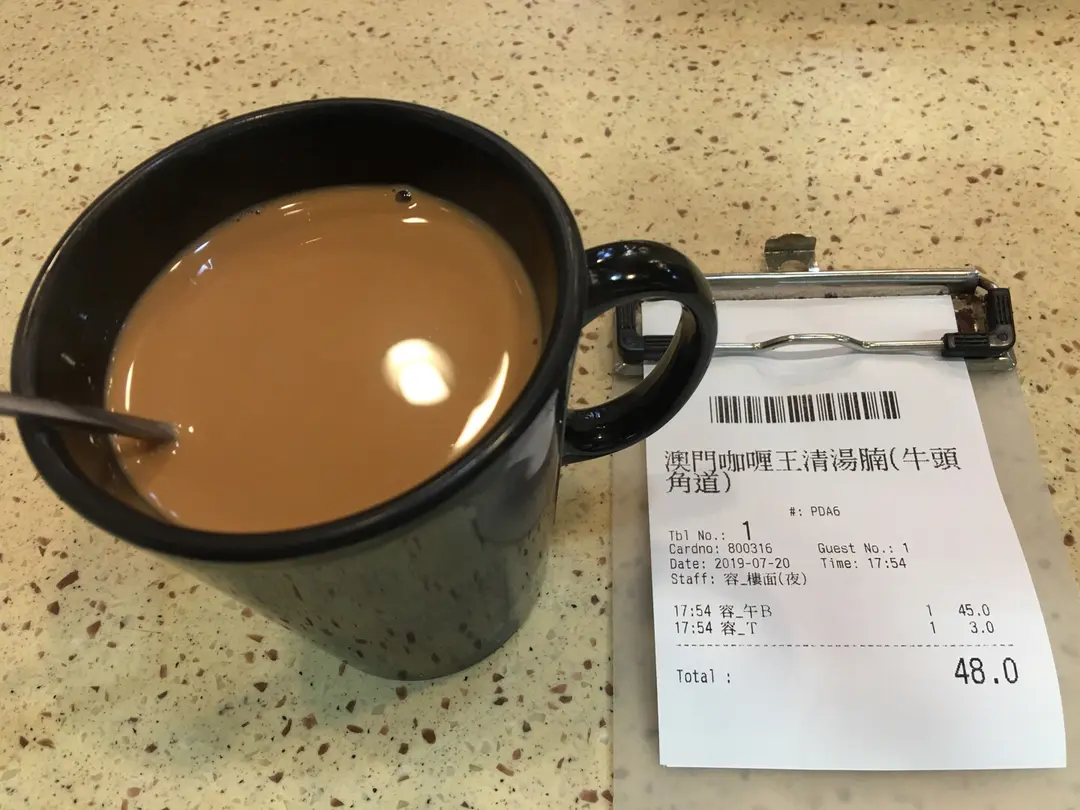 澳門咖喱王清湯腩(牛頭
角道)
#: PDA6
Tbl No.: 1
Cardno: 800316 Guest No.: 1
Date: 2019-07-20 Time: 17:54
Staff: 容_樓面(夜)
17:54 容_午B 1 45.0
17:54 容_T 1 3.0
Total : 48.0